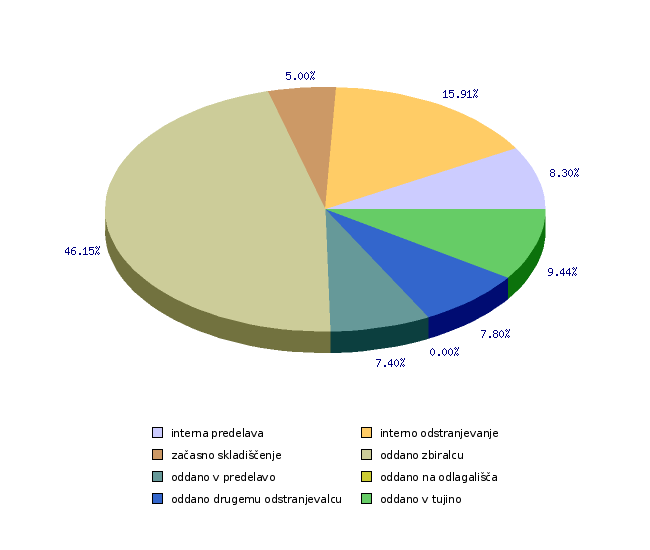 5.00%
15.91%
8.30%
46.15%
9.44%
7.80%
0.00%
7.40%
interna predelava
interno odstranjevanje
začasno skladiščenje
oddano zbiralcu
oddano v predelavo
oddano na odlagališča
oddano drugemu odstranjevalcu
oddano v tujino